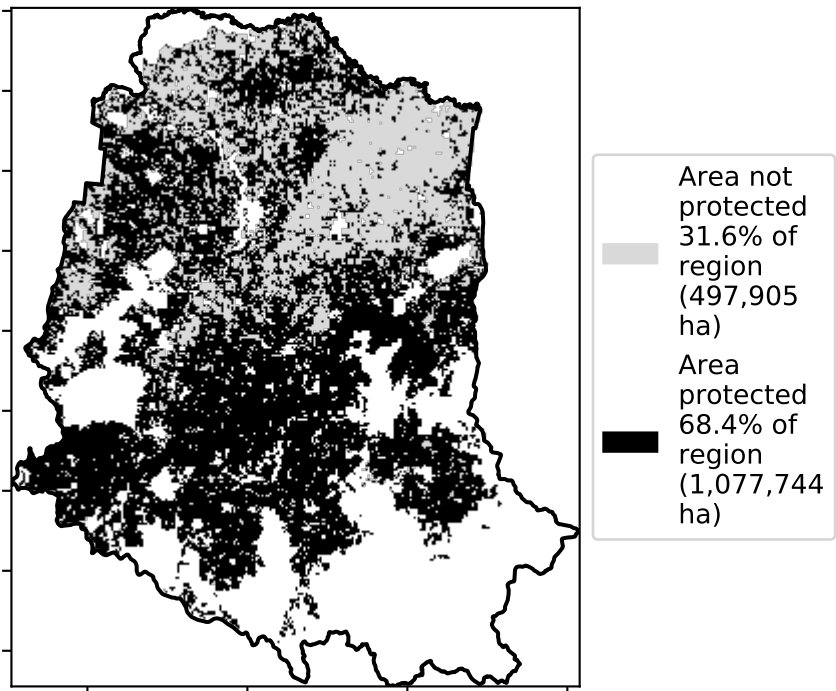 Area not
protected
31.6% of
region
(497,905
ha)
Area
protected
68.4% of
region
(1,077,744
ha)